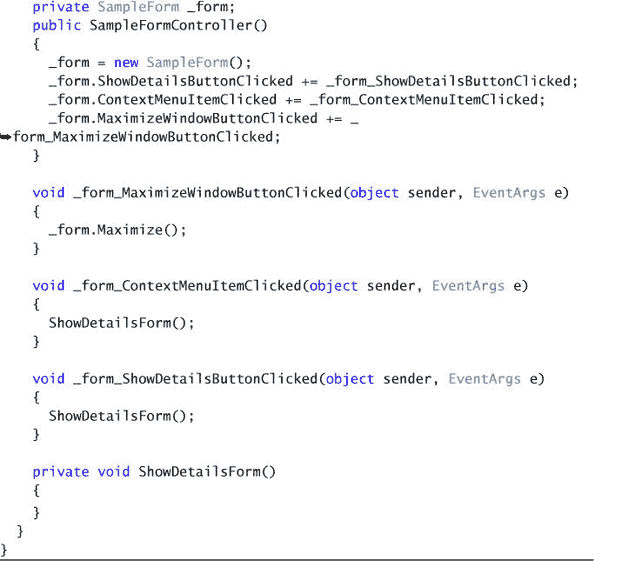 private SampleForm _form;
public SampleFormController()
{
_form = new SampleForm();
_form.ShowDetailsButtonClicked += _form_ShowDetailsButtonClicked;
_form.ContextMenuItemClicked += _form_ContextMenuItemClicked;
_form.MaximizeWindowButtonClicked += _
➥form_MaximizeWindowButtonClicked;
}
void _form_MaximizeWindowButtonClicked(object sender, EventArgs e)
{
_form.Maximize();
}
void _form_ContextMenuItemClicked(object sender, EventArgs e)
{
ShowDetailsForm();
}
void _form_ShowDetailsButtonClicked(object sender, EventArgs e)
{
ShowDetailsForm();
}
private void ShowDetailsForm()
{
}
}
}